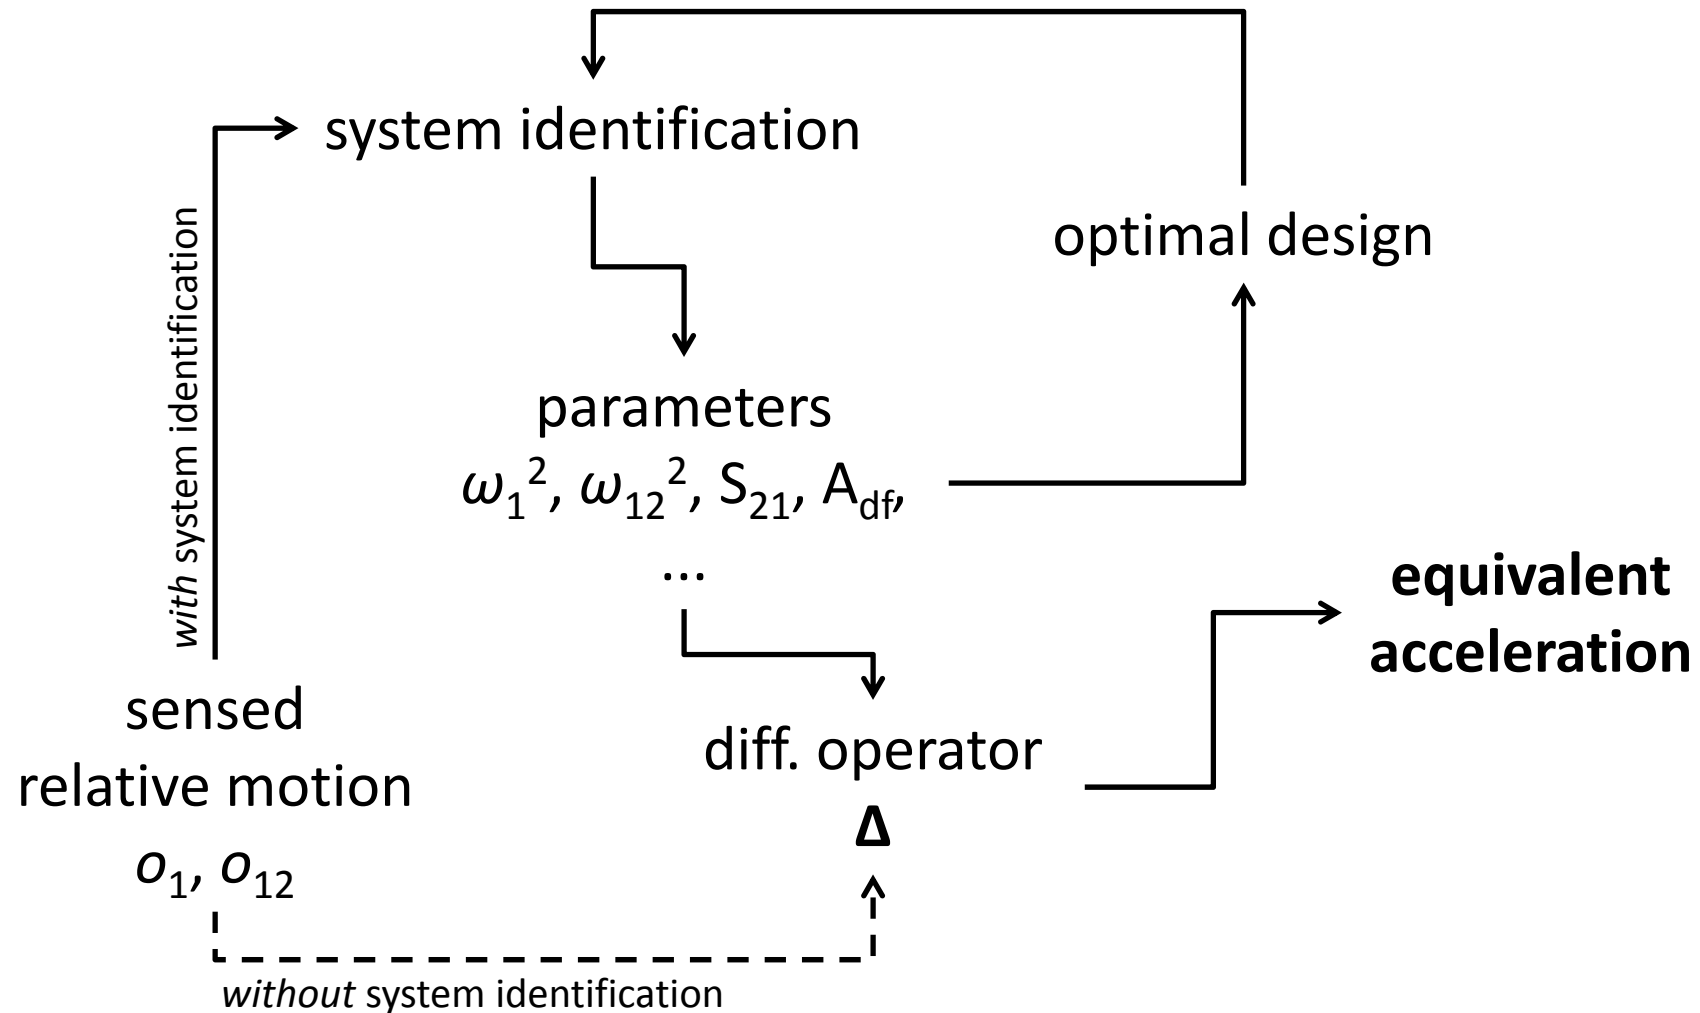 system identification
optimal design
with system identification
parameters
ω₁², ω₁₂², S₂₁, A_df,
...
equivalent
acceleration
sensed
relative motion
o₁, o₁₂
diff. operator
Δ
without system identification